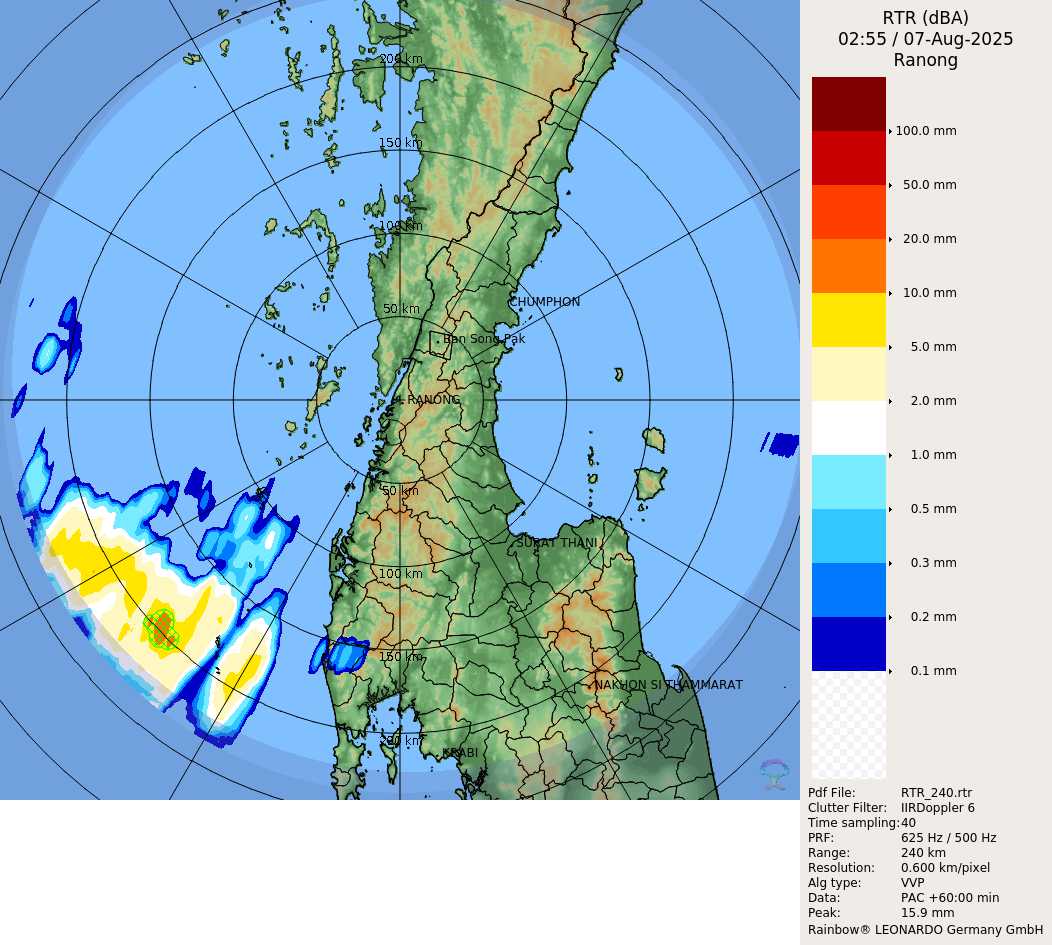 RTR (dBA)
02:55 / 07-Aug-2025
Ranong
100.0 mm
50.0 mm
20.0 mm
10.0 mm
5.0 mm
2.0 mm
1.0 mm
0.5 mm
0.3 mm
0.2 mm
0.1 mm
Pdf File: RTR_240.rtr
Clutter Filter: IIRDoppler 6
Time sampling: 40
PRF: 625 Hz / 500 Hz
Range: 240 km
Resolution: 0.600 km/pixel
Alg type: VVP
Data: PAC +60:00 min
Peak: 15.9 mm
Rainbow® LEONARDO Germany GmbH
200 km
150 km
100 km
50 km
CHUMPHON
Ban Song Pak
RANONG
50 km
SURAT THANI
100 km
150 km
NAKHON SI THAMMARAT
200 km
KRABI